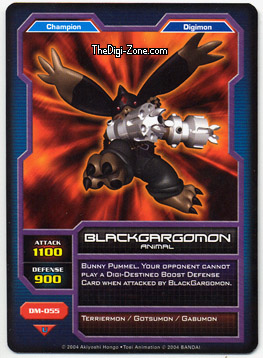 Champion
Digimon
TheDigi-Zone.com
BLACKGARGOMON
ANIMAL
ATTACK
1100
DEFENSE
900
DM-055
Bunny Pummel. Your opponent cannot
play a Digi-Destined Boost Defense
Card when attacked by BlackGargomon.
Terriermon / Gotsumon / Gabumon
© 2004 Akiyoshi Hongo • Toei Animation © 2004 BANDAI